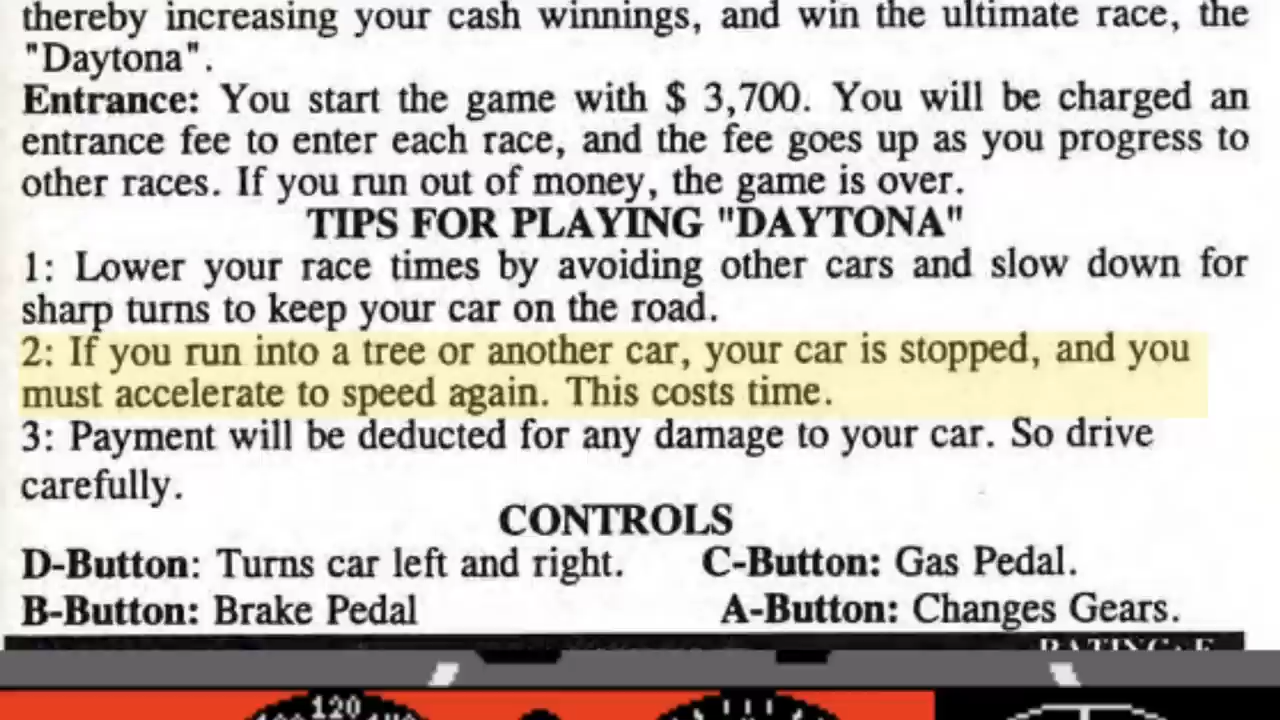 thereby increasing your cash winnings, and win the ultimate race, the
"Daytona".
Entrance: You start the game with $ 3,700. You will be charged an
entrance fee to enter each race, and the fee goes up as you progress to
other races. If you run out of money, the game is over.
TIPS FOR PLAYING "DAYTONA"
1: Lower your race times by avoiding other cars and slow down for
sharp turns to keep your car on the road.
2: If you run into a tree or another car, your car is stopped, and you
must accelerate to speed again. This costs time.
3: Payment will be deducted for any damage to your car. So drive
carefully.
CONTROLS
D-Button: Turns car left and right. C-Button: Gas Pedal.
B-Button: Brake Pedal A-Button: Changes Gears.
120